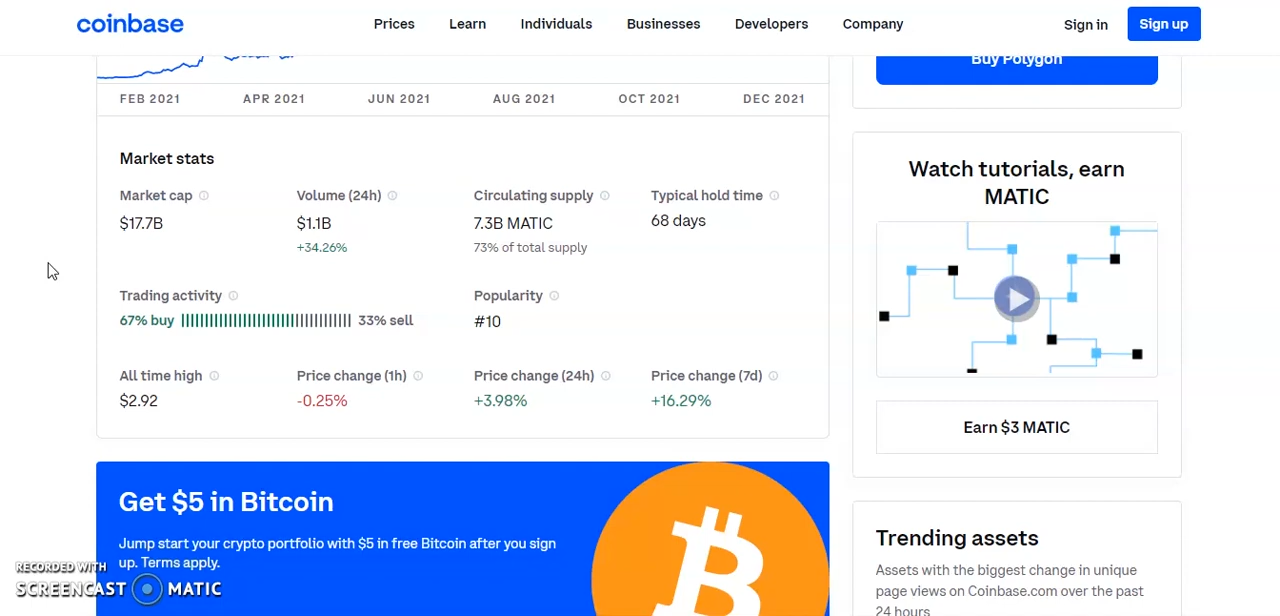 coinbase
Prices Learn Individuals Businesses Developers Company Sign in Sign up
FEB 2021 APR 2021 JUN 2021 AUG 2021 OCT 2021 DEC 2021
Market stats
Market cap Volume (24h) Circulating supply Typical hold time
$17.7B $1.1B 7.3B MATIC 68 days
+34.26% 73% of total supply
Trading activity Popularity
67% buy 33% sell #10
All time high Price change (1h) Price change (24h) Price change (7d)
$2.92 -0.25% +3.98% +16.29%
Get $5 in Bitcoin
Jump start your crypto portfolio with $5 in free Bitcoin after you sign
up. Terms apply.
RECORDED WITH
SCREENCAST MATIC
Buy Polygon
Watch tutorials, earn
MATIC
Earn $3 MATIC
Trending assets
Assets with the biggest change in unique
page views on Coinbase.com over the past
24 hours